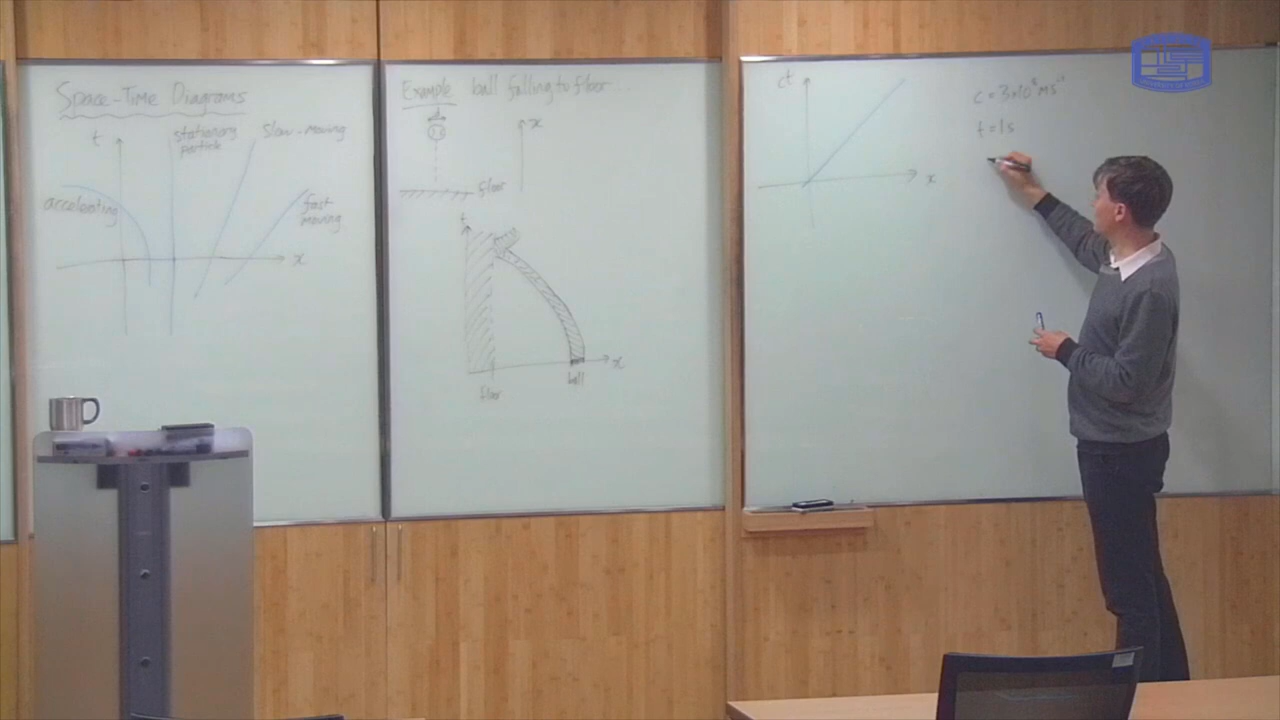 Space-Time Diagrams
t
stationary
particle
slow-moving
accelerating
fast
moving
x
Example ball falling to floor..
x
floor
t
x
floor
ball
ct
x
c = 3×10⁸ ms⁻¹
t = 1s